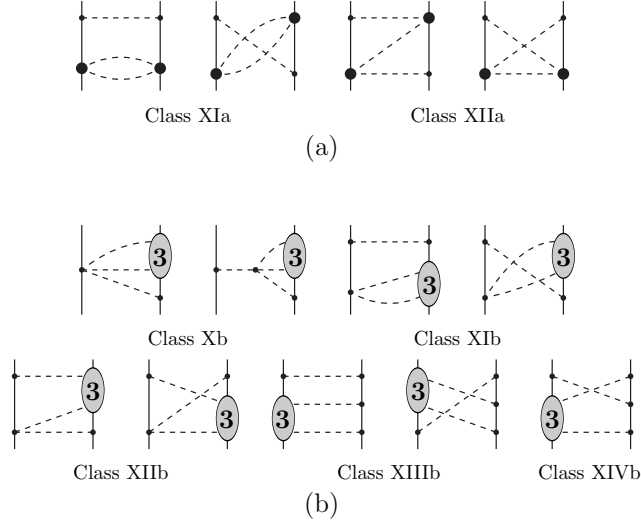 Class XIa Class XIIa
(a)
3 3 3 3
Class Xb Class XIb
3 3 3 3 3
Class XIIb Class XIIIb Class XIVb
(b)